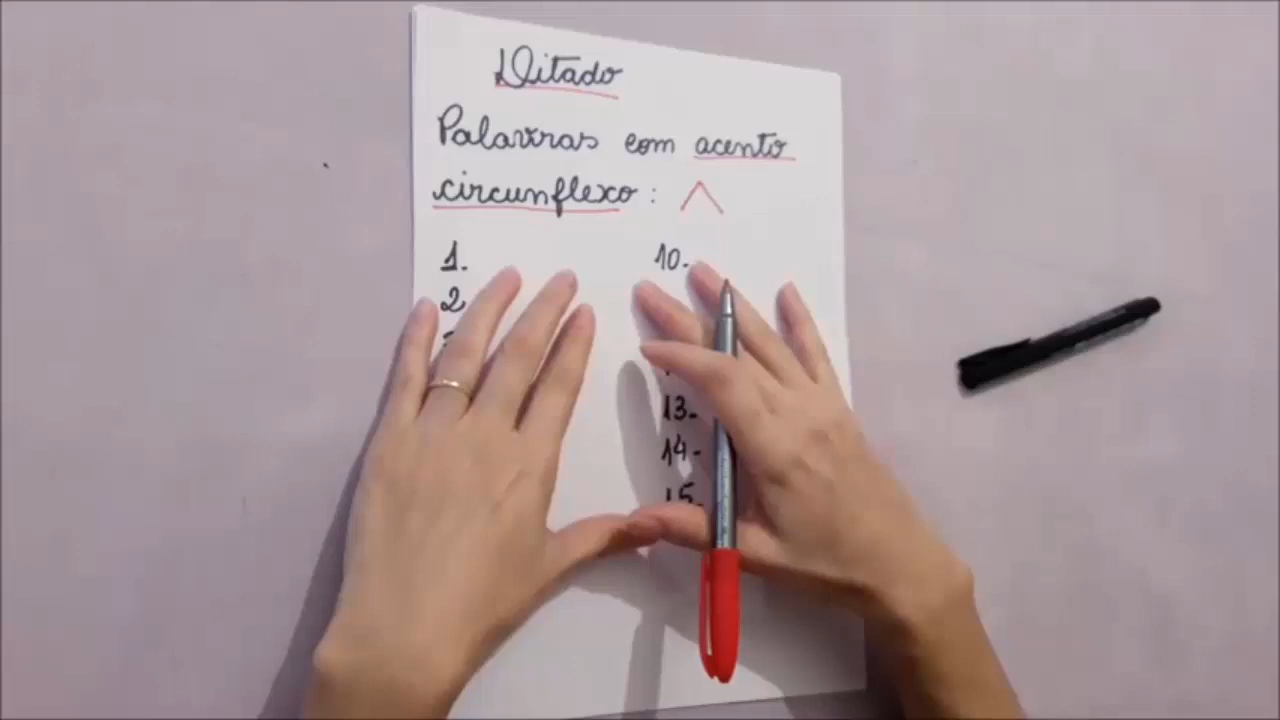 Ditado
Palavras com acento
circunflexo : ^
1.
2
10-
13-
14-
15-